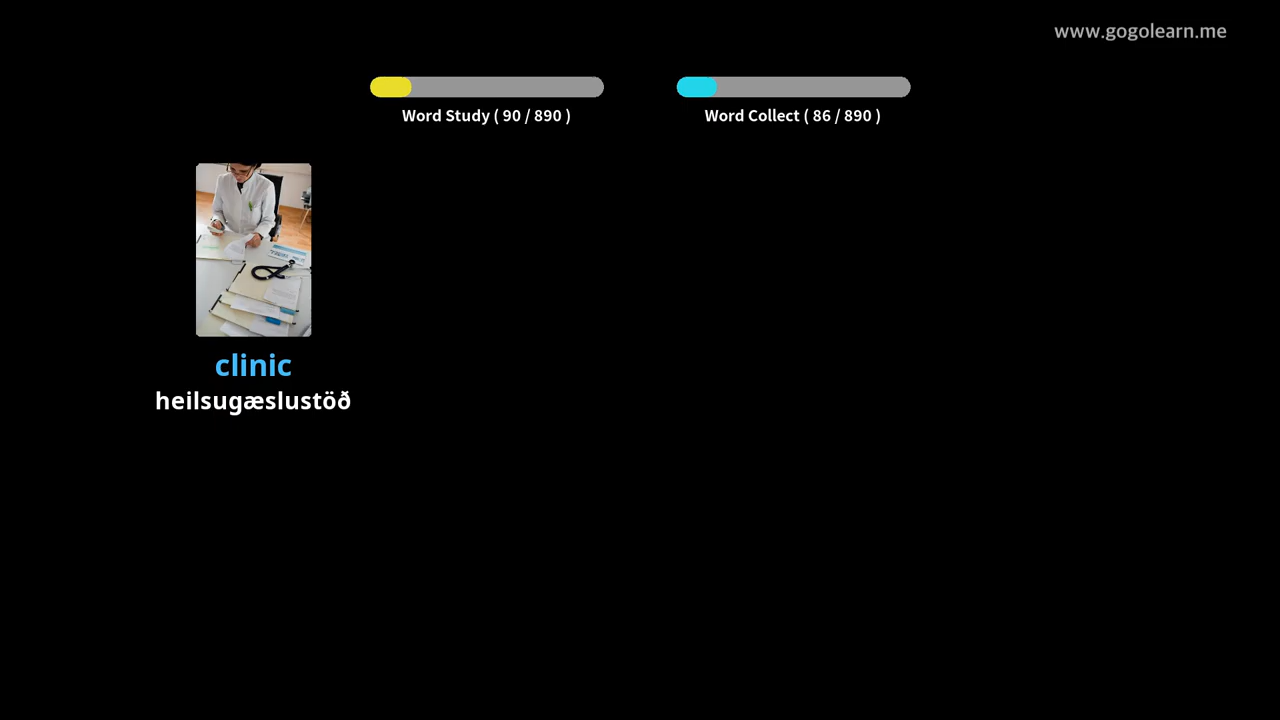 www.gogolearn.me
Word Study ( 90 / 890 )
Word Collect ( 86 / 890 )
clinic
heilsugæslustöð